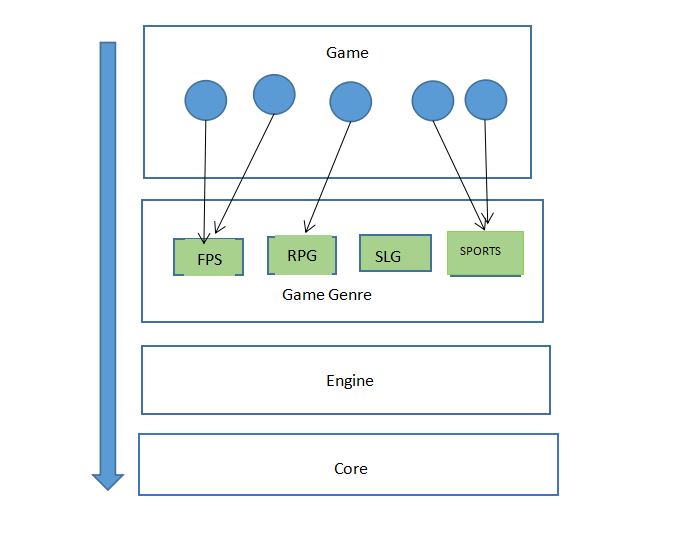 Game
FPS
RPG
SLG
SPORTS
Game Genre
Engine
Core